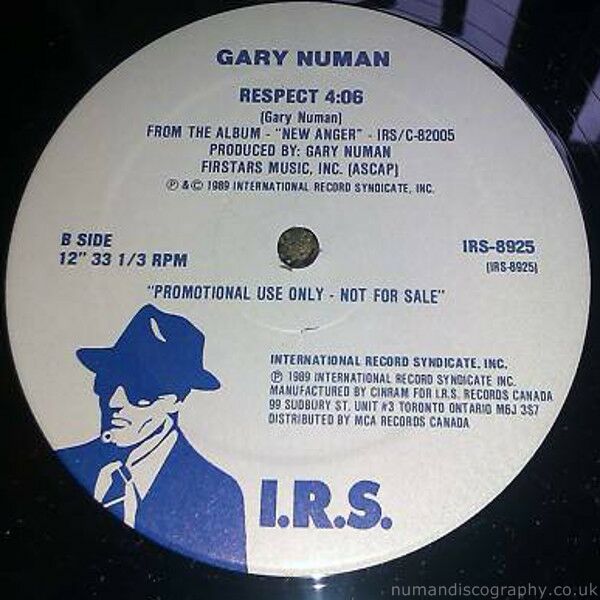 GARY NUMAN
RESPECT 4:06
(Gary Numan)
FROM THE ALBUM - "NEW ANGER" - IRS/C-82005
PRODUCED BY: GARY NUMAN
FIRSTARS MUSIC, INC. (ASCAP)
Ⓟ & © 1989 INTERNATIONAL RECORD SYNDICATE, INC.
B SIDE
12" 33 1/3 RPM
IRS-8925
(IRS-8925)
"PROMOTIONAL USE ONLY - NOT FOR SALE"
INTERNATIONAL RECORD SYNDICATE, INC.
Ⓟ 1989 INTERNATIONAL RECORD SYNDICATE INC.
MANUFACTURED BY CINRAM FOR I.R.S. RECORDS CANADA
99 SUDBURY ST. UNIT #3 TORONTO ONTARIO M6J 3S7
DISTRIBUTED BY MCA RECORDS CANADA
I.R.S.
numandiscography.co.uk